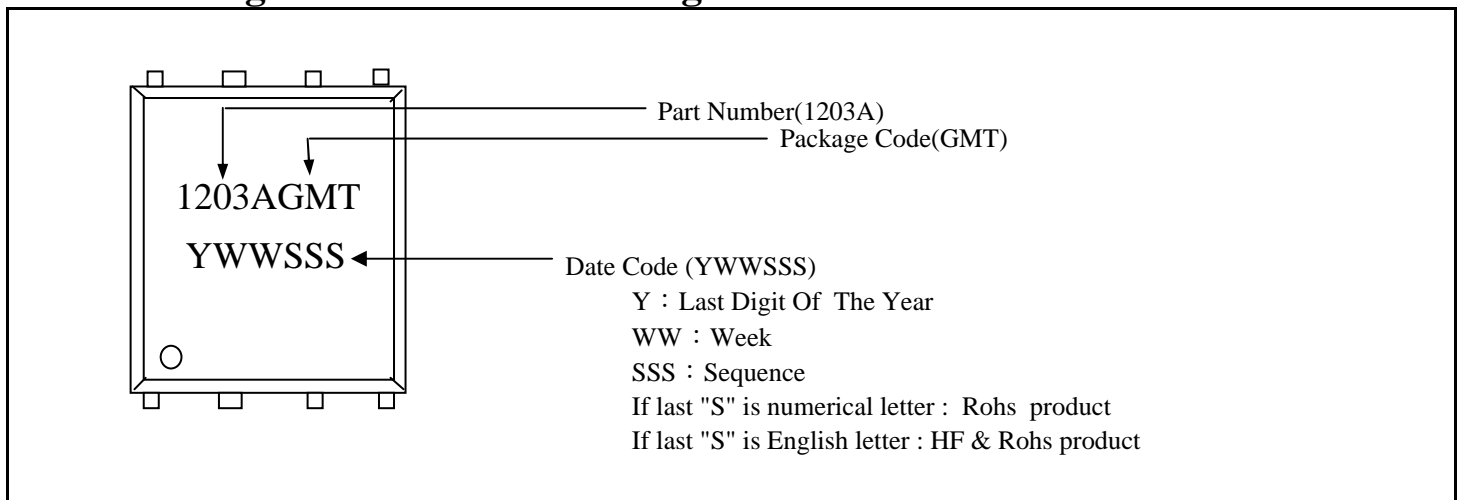 1203AGMT
YWWSSS
Part Number(1203A)
Package Code(GMT)
Date Code (YWWSSS)
Y：Last Digit Of The Year
WW：Week
SSS：Sequence
If last "S" is numerical letter : Rohs product
If last "S" is English letter : HF & Rohs product